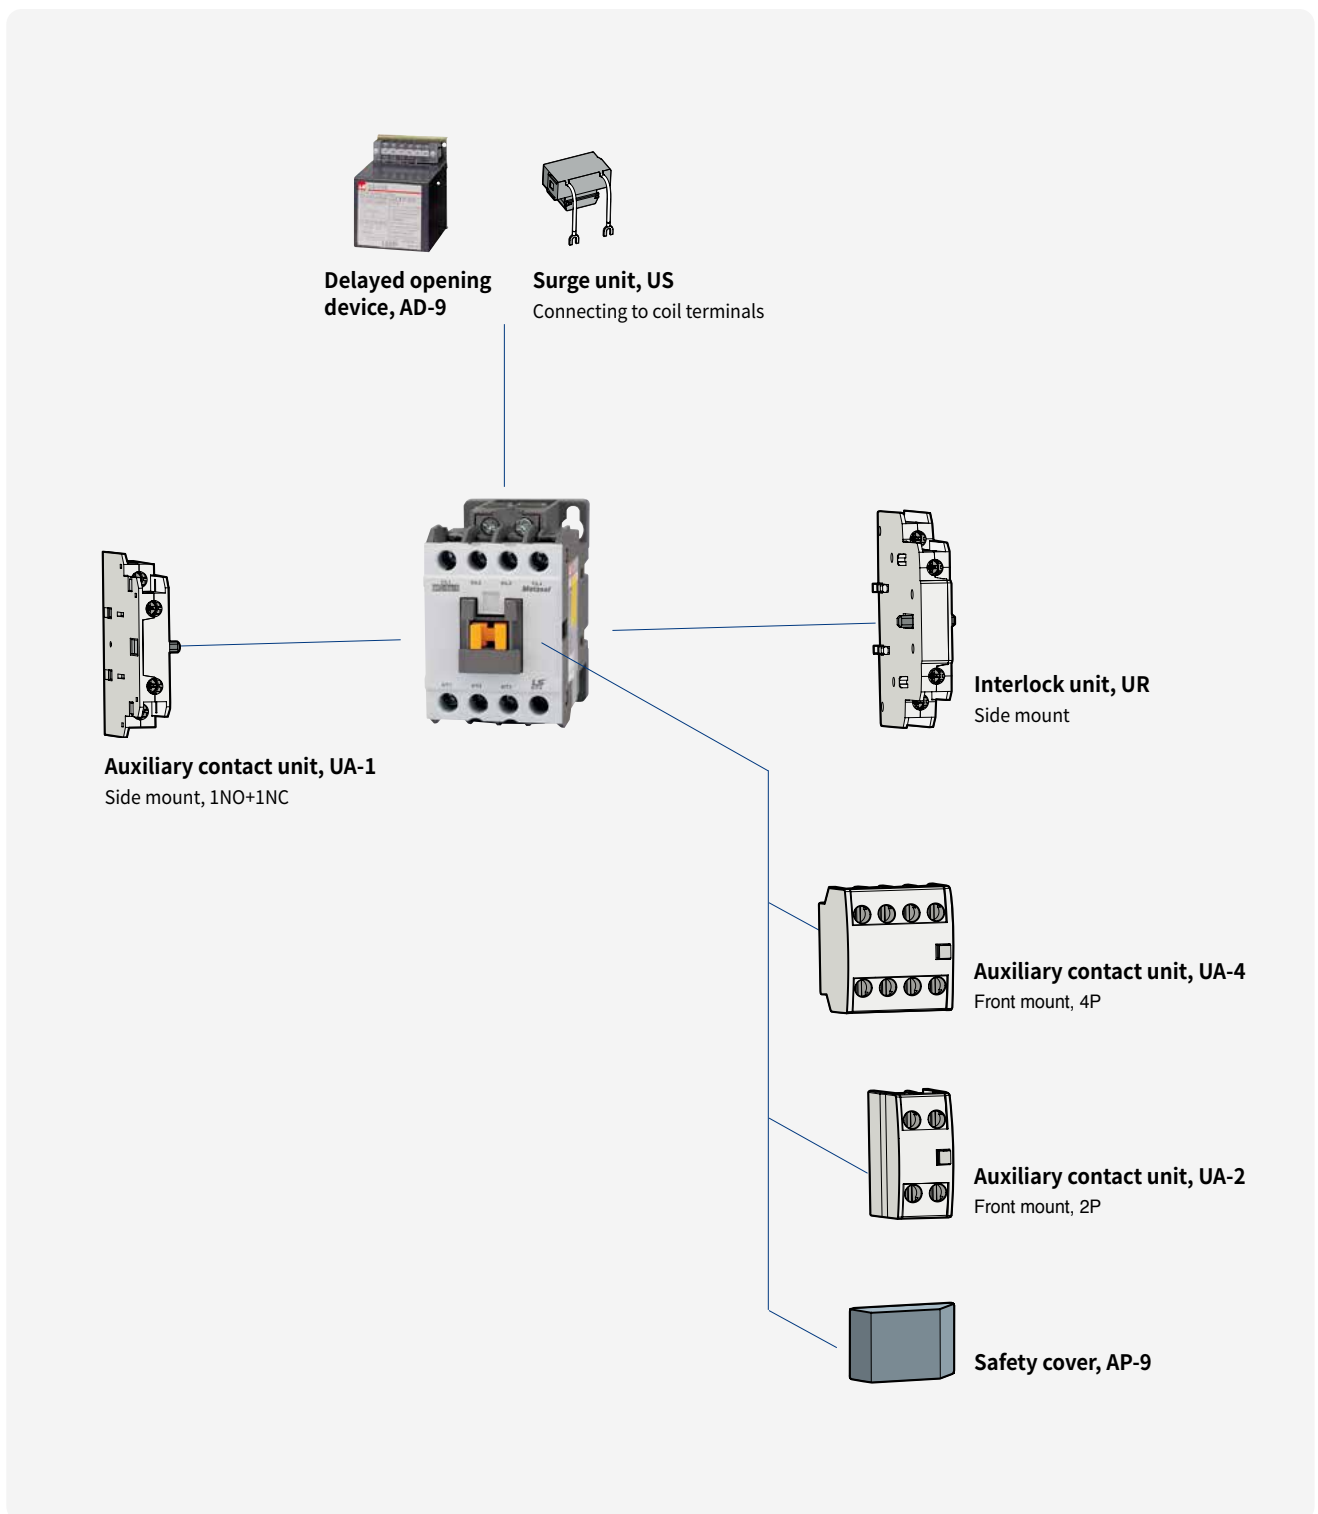 Delayed opening
device, AD-9
Surge unit, US
Connecting to coil terminals
Metasol
LS
Interlock unit, UR
Side mount
Auxiliary contact unit, UA-1
Side mount, 1NO+1NC
Auxiliary contact unit, UA-4
Front mount, 4P
Auxiliary contact unit, UA-2
Front mount, 2P
Safety cover, AP-9